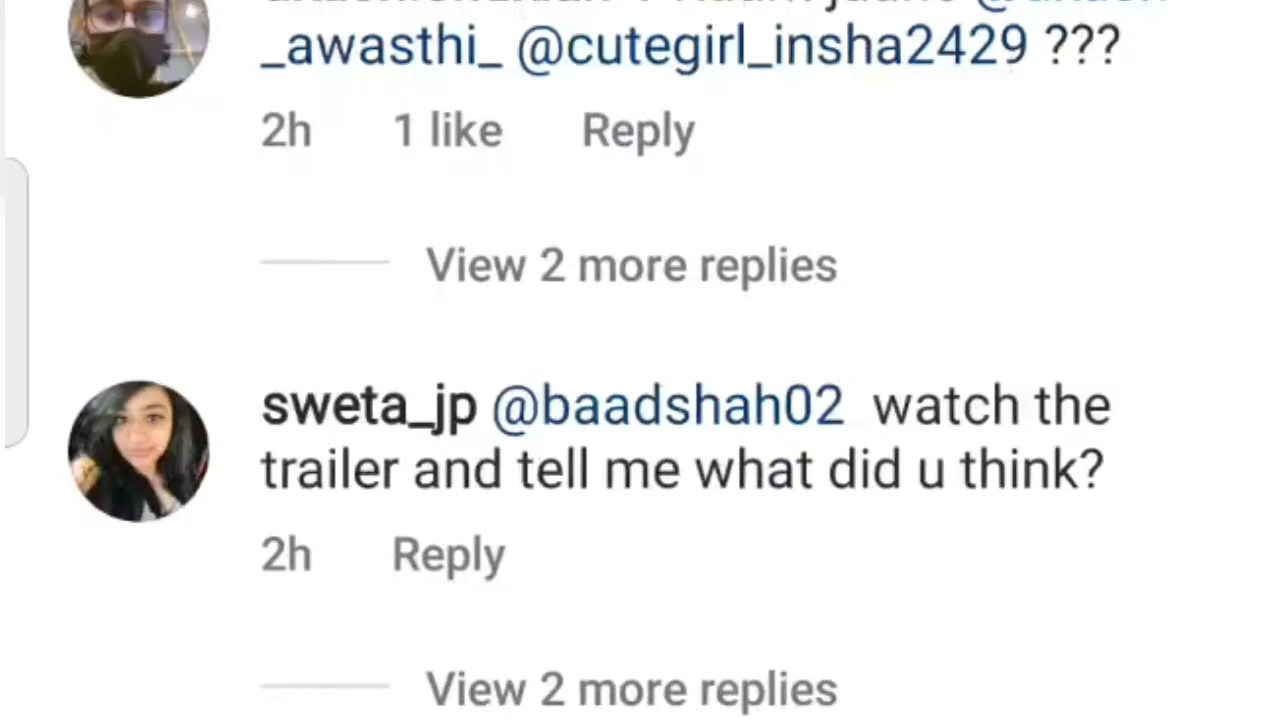 _awasthi_ @cutegirl_insha2429 ???
2h 1 like Reply
View 2 more replies
sweta_jp @baadshah02 watch the
trailer and tell me what did u think?
2h Reply
View 2 more replies